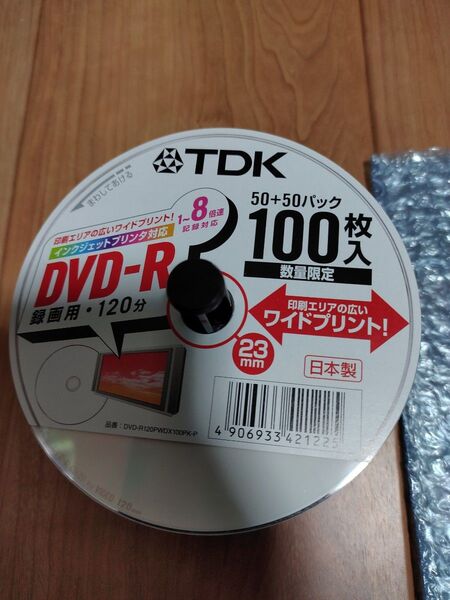 まわしてあける
TDK
50+50パック
100枚入
数量限定
印刷エリアの広いワイドプリント!
インクジェットプリンタ対応
1~8倍速
記録対応
DVD-R
録画用・120分
印刷エリアの広い
ワイドプリント!
23mm
日本製
品番:DVD-R120PWDX100PK-P
4 906933 421225